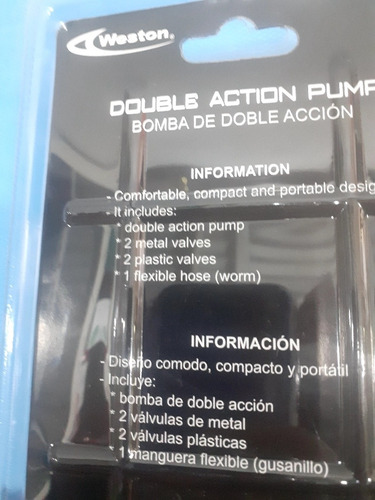 Weston®
DOUBLE ACTION PUMP
BOMBA DE DOBLE ACCIÓN
INFORMATION
- Comfortable, compact and portable desig
- It includes:
* double action pump
* 2 metal valves
* 2 plastic valves
* 1 flexible hose (worm)
INFORMACIÓN
- Diseño comodo, compacto y portátil
- Incluye:
* bomba de doble acción
* 2 válvulas de metal
* 2 válvulas plásticas
* 1 manguera flexible (gusanillo)